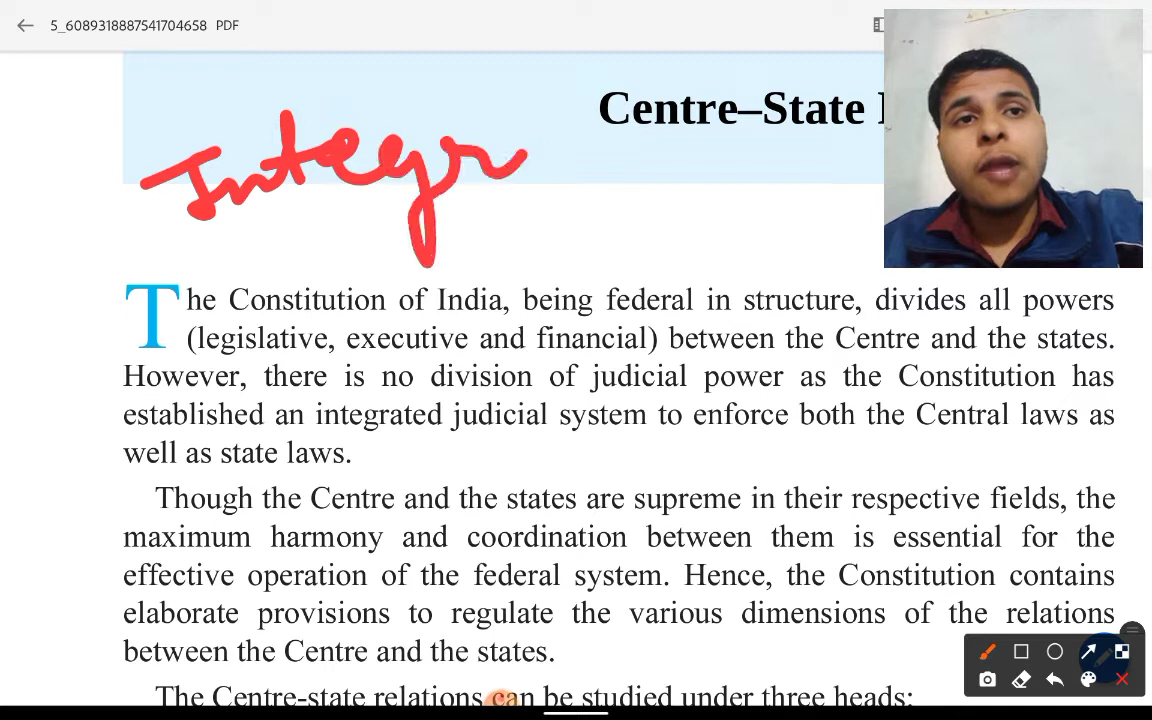 5_6089318887541704658 PDF
Centre–State
Integr
The Constitution of India, being federal in structure, divides all powers
(legislative, executive and financial) between the Centre and the states.
However, there is no division of judicial power as the Constitution has
established an integrated judicial system to enforce both the Central laws as
well as state laws.
Though the Centre and the states are supreme in their respective fields, the
maximum harmony and coordination between them is essential for the
effective operation of the federal system. Hence, the Constitution contains
elaborate provisions to regulate the various dimensions of the relations
between the Centre and the states.
The Centre-state relations can be studied under three heads: